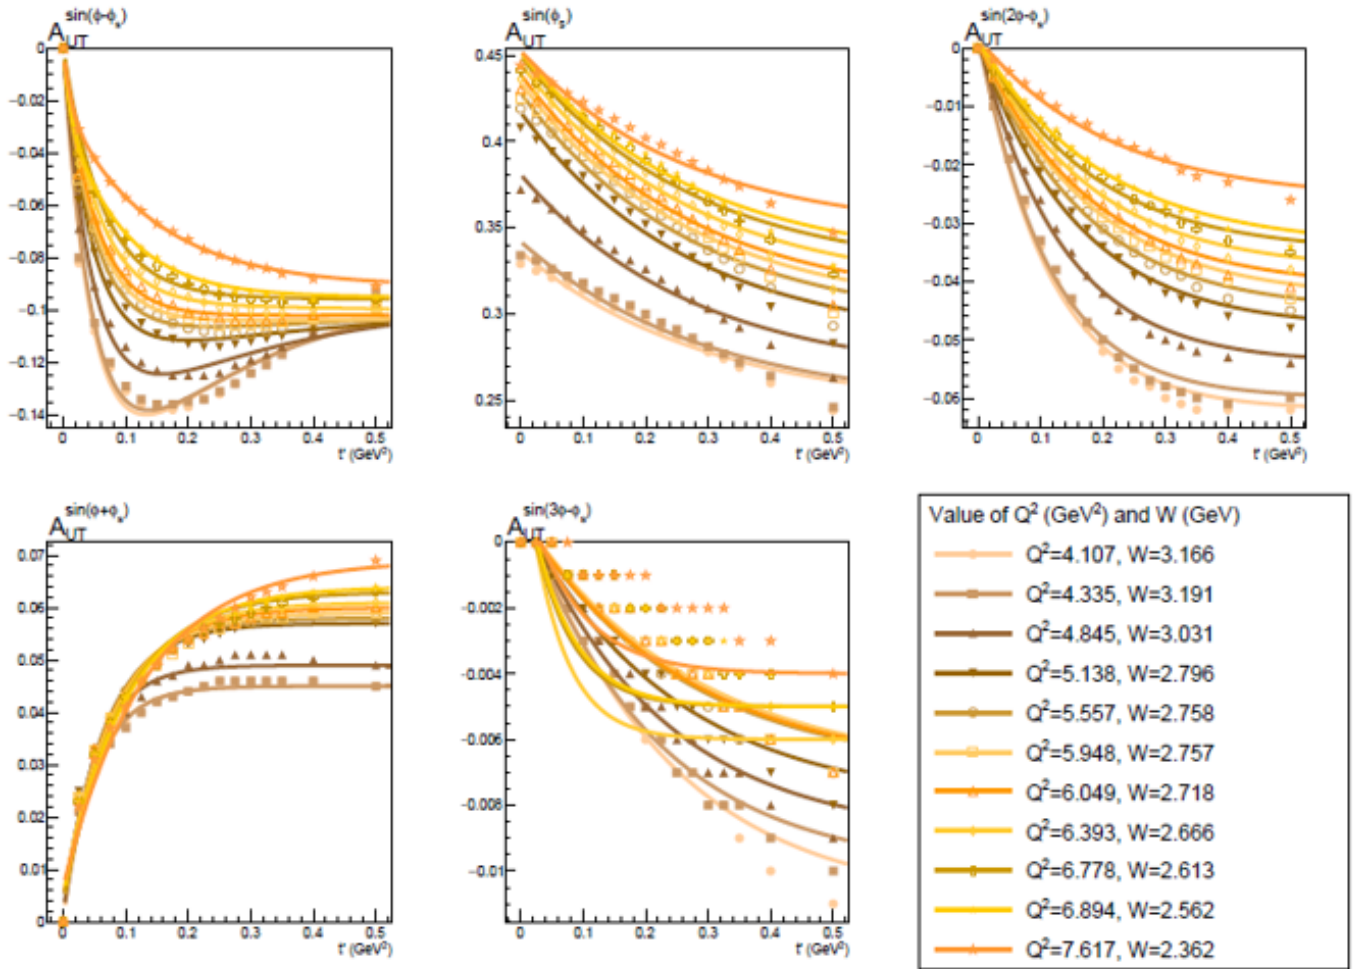 A_UT^sin(ϕ-ϕ_s)
0
−0.02
−0.04
−0.06
−0.08
−0.1
−0.12
−0.14
0 0.1 0.2 0.3 0.4 0.5
t' (GeV²)
A_UT^sin(ϕ_s)
0.45
0.4
0.35
0.3
0.25
0 0.1 0.2 0.3 0.4 0.5
t' (GeV²)
A_UT^sin(2ϕ-ϕ_s)
0
−0.01
−0.02
−0.03
−0.04
−0.05
−0.06
0 0.1 0.2 0.3 0.4 0.5
t' (GeV²)
A_UT^sin(ϕ+ϕ_s)
0.07
0.06
0.05
0.04
0.03
0.02
0.01
0
0 0.1 0.2 0.3 0.4 0.5
t' (GeV²)
A_UT^sin(3ϕ-ϕ_s)
0
−0.002
−0.004
−0.006
−0.008
−0.01
0 0.1 0.2 0.3 0.4 0.5
t' (GeV²)
Value of Q² (GeV²) and W (GeV)
Q²=4.107, W=3.166
Q²=4.335, W=3.191
Q²=4.845, W=3.031
Q²=5.138, W=2.796
Q²=5.557, W=2.758
Q²=5.948, W=2.757
Q²=6.049, W=2.718
Q²=6.393, W=2.666
Q²=6.778, W=2.613
Q²=6.894, W=2.562
Q²=7.617, W=2.362